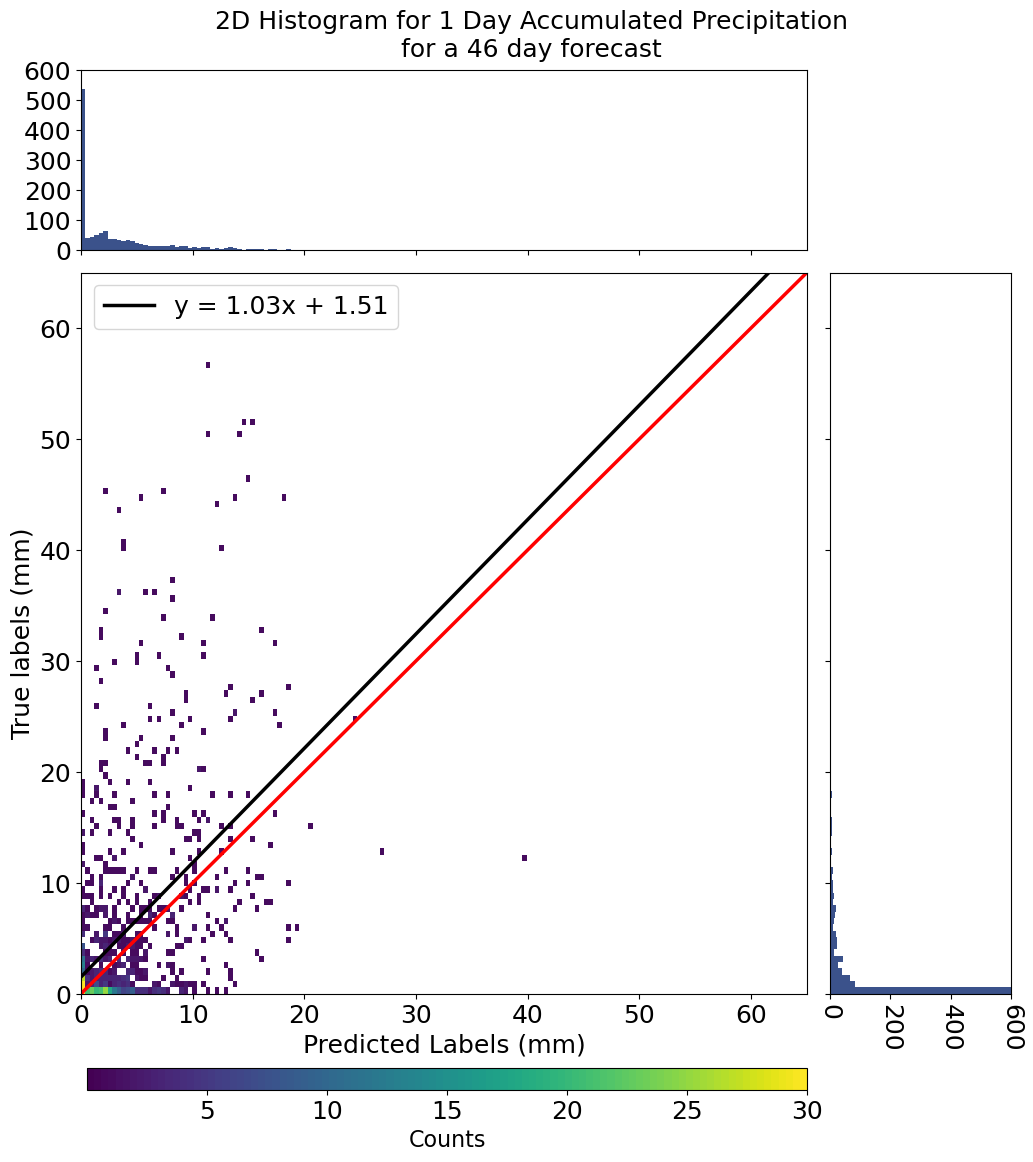 2D Histogram for 1 Day Accumulated Precipitation
for a 46 day forecast
600
500
400
300
200
100
0
y = 1.03x + 1.51
True labels (mm)
60
50
40
30
20
10
0
0 10 20 30 40 50 60
Predicted Labels (mm)
0 200 400 600
5 10 15 20 25 30
Counts